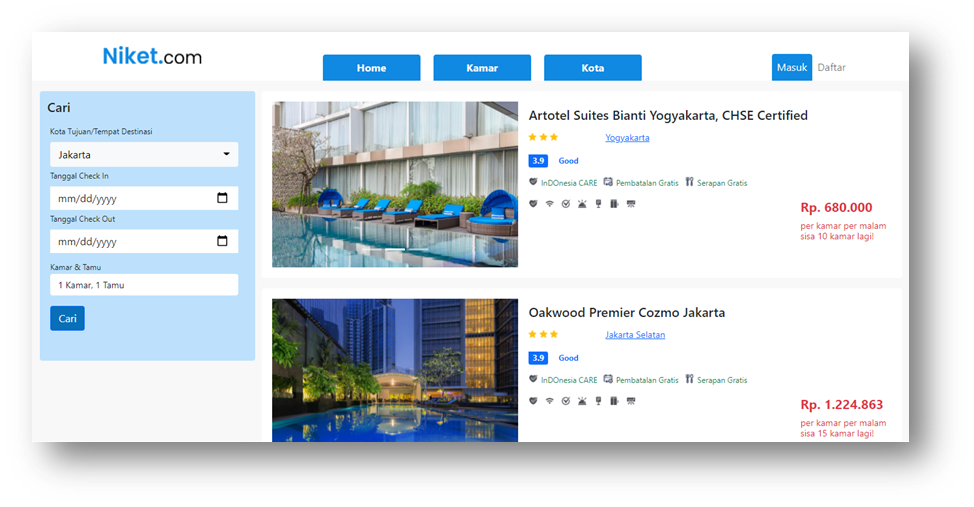 Niket.com
Home Kamar Kota
Masuk Daftar
Cari
Kota Tujuan/Tempat Destinasi
Jakarta
Tanggal Check In
mm/dd/yyyy
Tanggal Check Out
mm/dd/yyyy
Kamar & Tamu
1 Kamar, 1 Tamu
Cari
Artotel Suites Bianti Yogyakarta, CHSE Certified
Yogyakarta
3.9 Good
InDOnesia CARE Pembatalan Gratis Serapan Gratis
Rp. 680.000
per kamar per malam
sisa 10 kamar lagi!
Oakwood Premier Cozmo Jakarta
Jakarta Selatan
3.9 Good
InDOnesia CARE Pembatalan Gratis Serapan Gratis
Rp. 1.224.863
per kamar per malam
sisa 15 kamar lagi!